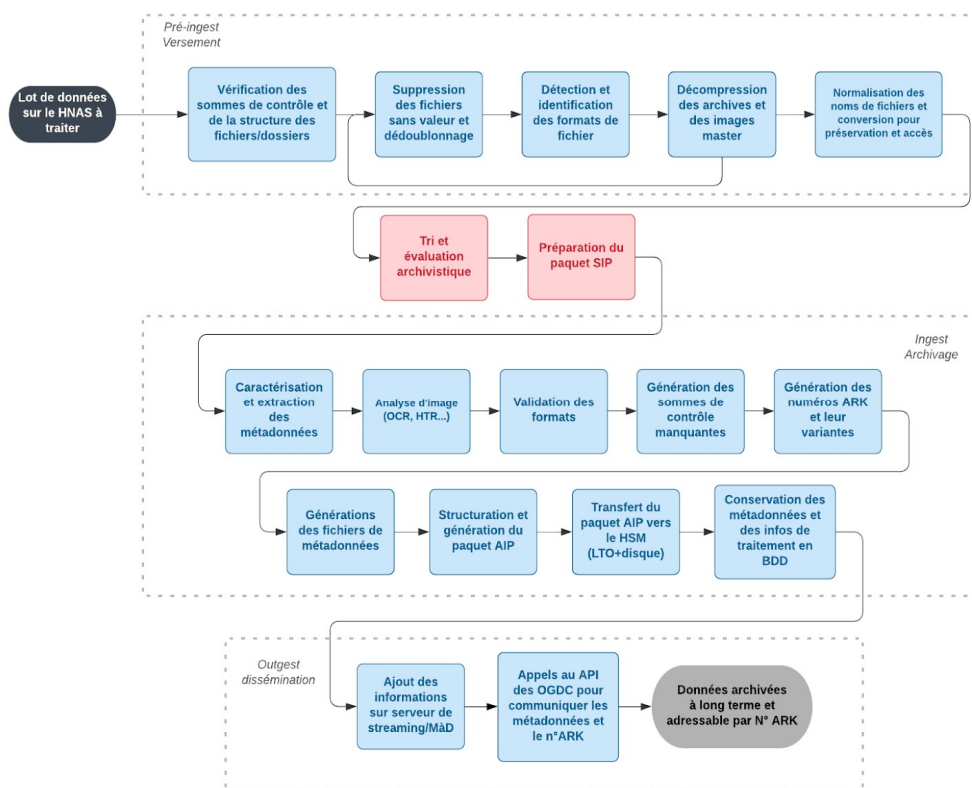 Pré-ingest
Versement
Lot de données
sur le HNAS à
traiter
Vérification des
sommes de contrôle et
de la structure des
fichiers/dossiers
Suppression
des fichiers
sans valeur et
dédoublonnage
Détection et
identification
des formats de
fichier
Décompression
des archives et
des images
master
Normalisation des
noms de fichiers et
conversion pour
préservation et accès
Tri et
évaluation
archivistique
Préparation du
paquet SIP
Ingest
Archivage
Caractérisation
et extraction
des
métadonnées
Analyse d'image
(OCR, HTR...)
Validation des
formats
Génération des
sommes de
contrôle
manquantes
Génération des
numéros ARK
et leur
variantes
Générations
des fichiers de
métadonnées
Structuration et
génération du
paquet AIP
Transfert du
paquet AIP vers
le HSM
(LTO+disque)
Conservation des
métadonnées et
des infos de
traitement en
BDD
Outgest
dissémination
Ajout des
informations
sur serveur de
streaming/MàD
Appels au API
des OGDC pour
communiquer les
métadonnées et
le n°ARK
Données archivées
à long terme et
adressable par N° ARK